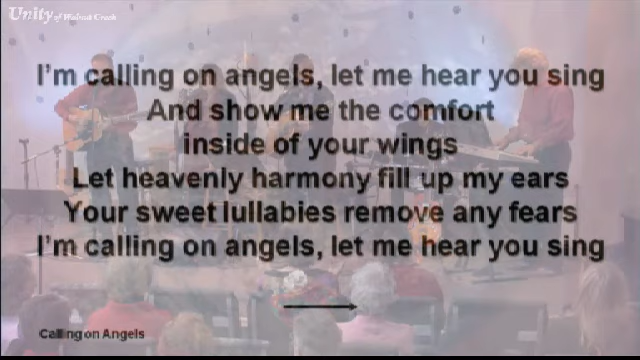 Unity of Walnut Creek
I'm calling on angels, let me hear you sing
And show me the comfort
inside of your wings
Let heavenly harmony fill up my ears
Your sweet lullabies remove any fears
I'm calling on angels, let me hear you sing
Calling on Angels